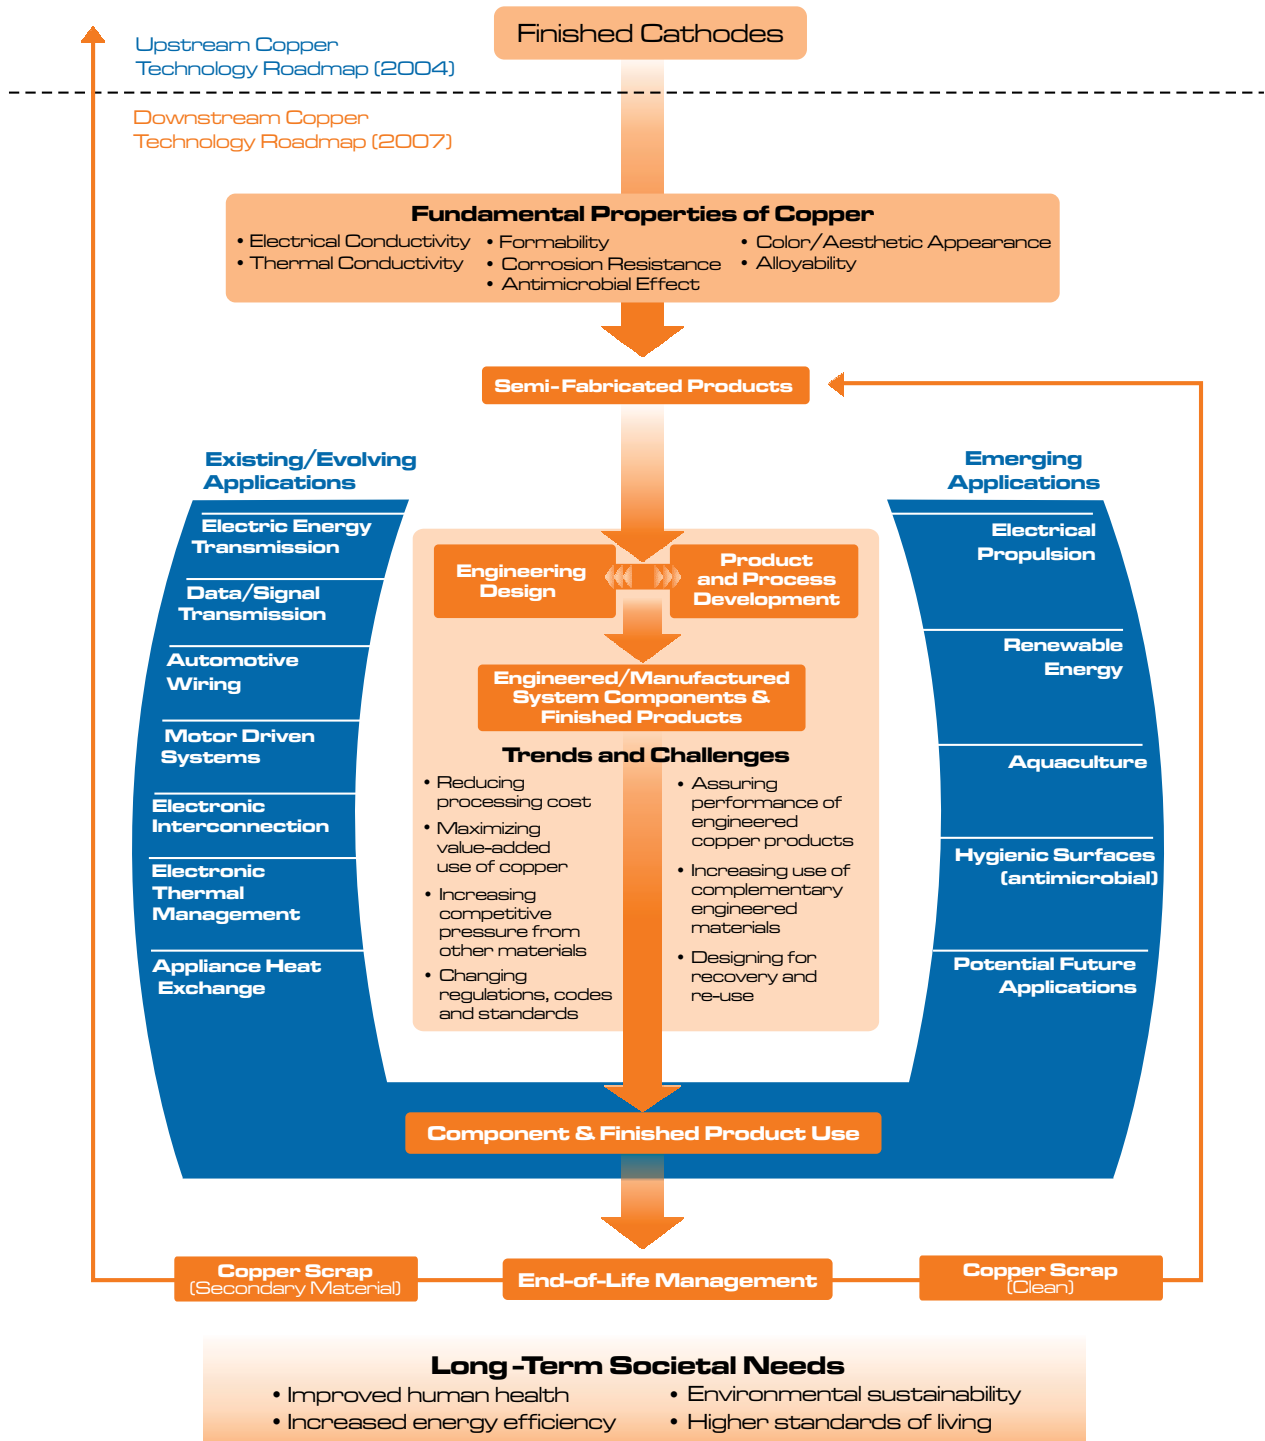 Finished Cathodes
Upstream Copper
Technology Roadmap (2004)
Downstream Copper
Technology Roadmap (2007)
Fundamental Properties of Copper
• Electrical Conductivity
• Thermal Conductivity
• Formability
• Corrosion Resistance
• Antimicrobial Effect
• Color/Aesthetic Appearance
• Alloyability
Semi-Fabricated Products
Existing/Evolving
Applications
Electric Energy
Transmission
Data/Signal
Transmission
Automotive
Wiring
Motor Driven
Systems
Electronic
Interconnection
Electronic
Thermal
Management
Appliance Heat
Exchange
Engineering
Design
Product
and Process
Development
Engineered/Manufactured
System Components &
Finished Products
Trends and Challenges
• Reducing
processing cost
• Maximizing
value-added
use of copper
• Increasing
competitive
pressure from
other materials
• Changing
regulations, codes
and standards
• Assuring
performance of
engineered
copper products
• Increasing use of
complementary
engineered
materials
• Designing for
recovery and
re-use
Emerging
Applications
Electrical
Propulsion
Renewable
Energy
Aquaculture
Hygienic Surfaces
(antimicrobial)
Potential Future
Applications
Component & Finished Product Use
Copper Scrap
(Secondary Material)
End-of-Life Management
Copper Scrap
(Clean)
Long-Term Societal Needs
• Improved human health
• Increased energy efficiency
• Environmental sustainability
• Higher standards of living